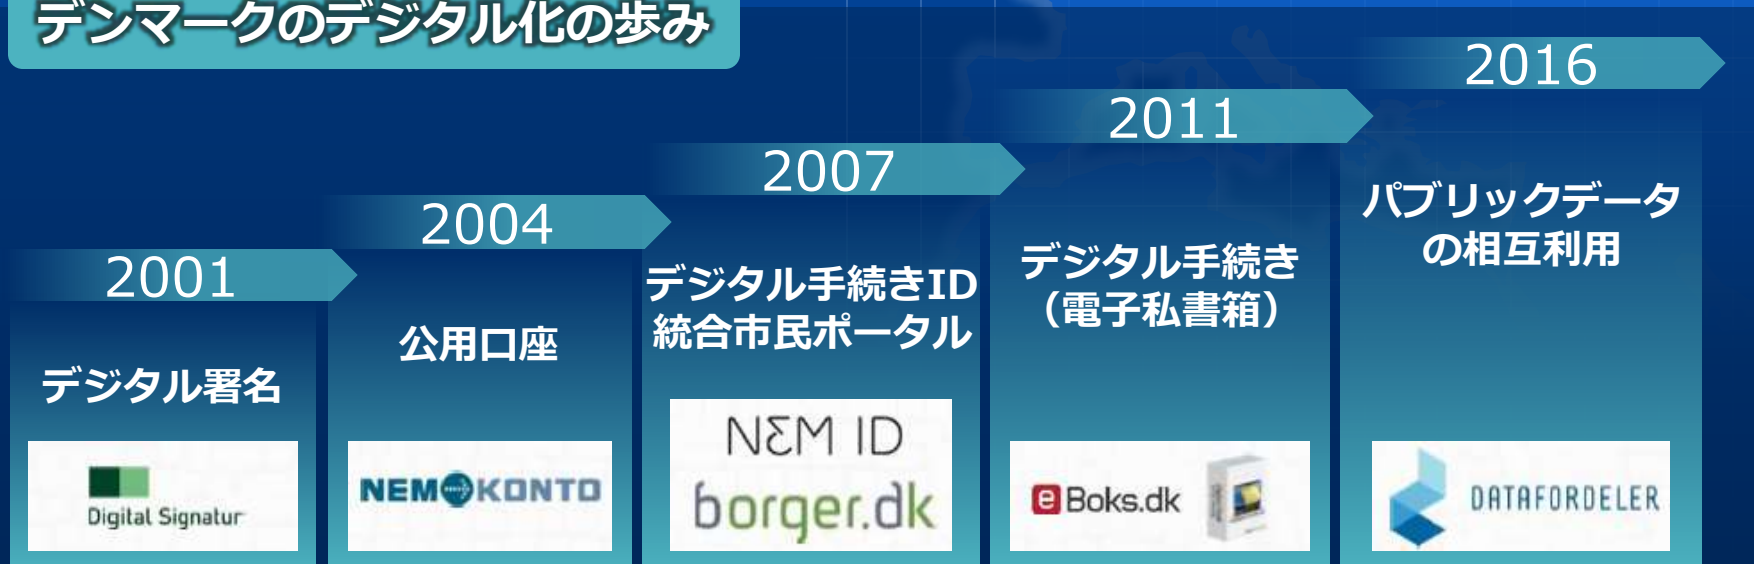 デンマークのデジタル化の歩み
2001
デジタル署名
Digital Signatur
2004
公用口座
NEM KONTO
2007
デジタル手続きID
統合市民ポータル
NEM ID
borger.dk
2011
デジタル手続き
（電子私書箱）
e Boks.dk
2016
パブリックデータ
の相互利用
DATAFORDELER